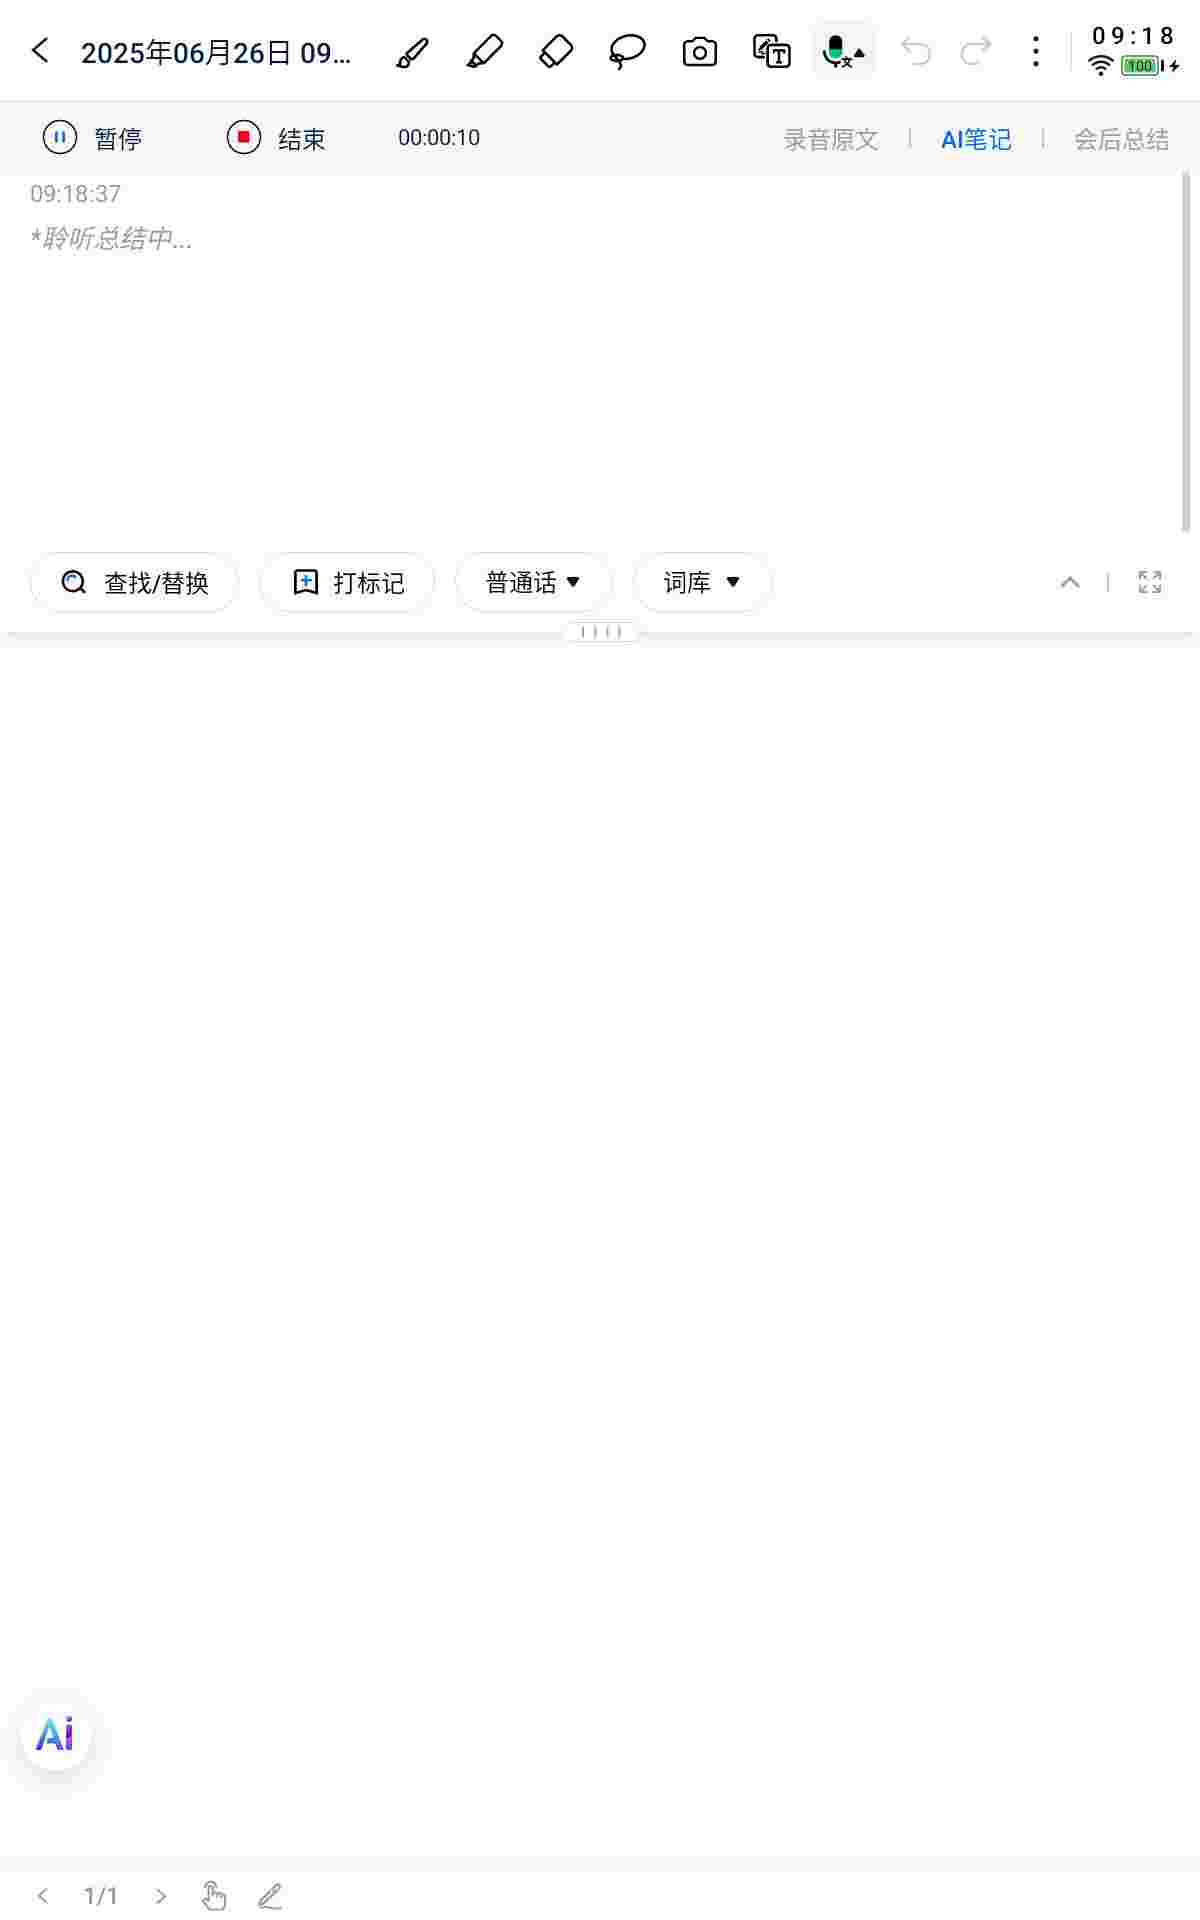 2025年06月26日 09...
09:18
100
暂停
结束
00:00:10
录音原文
AI笔记
会后总结
09:18:37
*聆听总结中...
查找/替换
打标记
普通话
词库
Ai
1/1